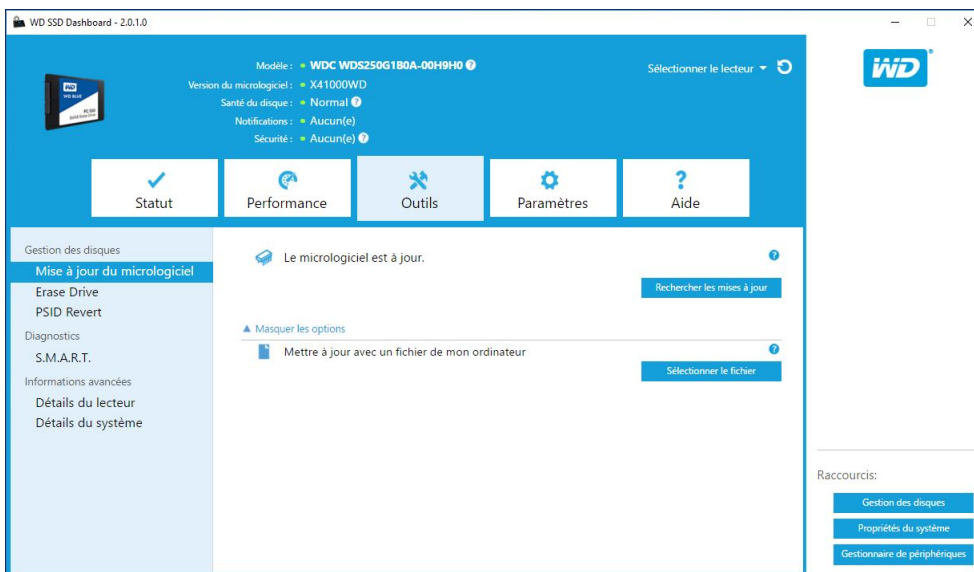 WD SSD Dashboard - 2.0.1.0
Modèle : WDC WDS250G1B0A-00H9H0
Version du micrologiciel : X41000WD
Santé du disque : Normal
Notifications : Aucun(e)
Sécurité : Aucun(e)
Sélectionner le lecteur
WD
WD
WD BLUE
Statut
Performance
Outils
Paramètres
Aide
Gestion des disques
Mise à jour du micrologiciel
Erase Drive
PSID Revert
Diagnostics
S.M.A.R.T.
Informations avancées
Détails du lecteur
Détails du système
Le micrologiciel est à jour.
Rechercher les mises à jour
Masquer les options
Mettre à jour avec un fichier de mon ordinateur
Sélectionner le fichier
Raccourcis:
Gestion des disques
Propriétés du système
Gestionnaire de périphériques